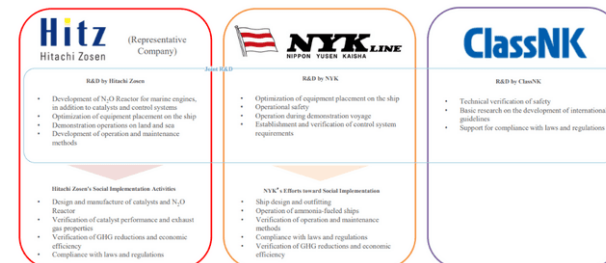 Hitz
Hitachi Zosen
(Representative
Company)
NYK LINE
NIPPON YUSEN KAISHA
ClassNK
Joint R&D
R&D by Hitachi Zosen
• Development of N₂O Reactor for marine engines,
in addition to catalysts and control systems
• Optimization of equipment placement on the ship
• Demonstration operations on land and sea
• Development of operation and maintenance
methods
R&D by NYK
• Optimization of equipment placement on the ship
• Operational safety
• Operation during demonstration voyage
• Establishment and verification of control system
requirements
R&D by ClassNK
• Technical verification of safety
• Basic research on the development of international
guidelines
• Support for compliance with laws and regulations
Hitachi Zosen's Social Implementation Activities
• Design and manufacture of catalysts and N₂O
Reactor
• Verification of catalyst performance and exhaust
gas properties
• Verification of GHG reductions and economic
efficiency
• Compliance with laws and regulations
NYK's Efforts toward Social Implementation
• Ship design and outfitting
• Operation of ammonia-fueled ships
• Verification of operation and maintenance
methods
• Compliance with laws and regulations
• Verification of GHG reductions and economic
efficiency